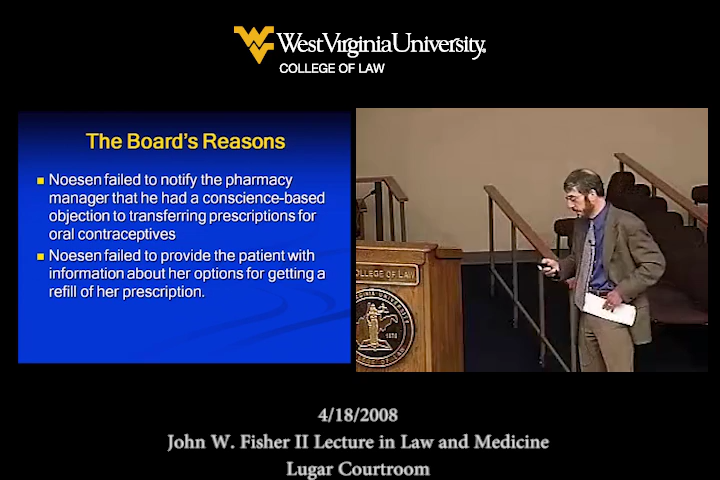 West Virginia University
COLLEGE OF LAW
The Board's Reasons
Noesen failed to notify the pharmacy
manager that he had a conscience-based
objection to transferring prescriptions for
oral contraceptives
Noesen failed to provide the patient with
information about her options for getting a
refill of her prescription.
COLLEGE OF LAW
4/18/2008
John W. Fisher II Lecture in Law and Medicine
Lugar Courtroom